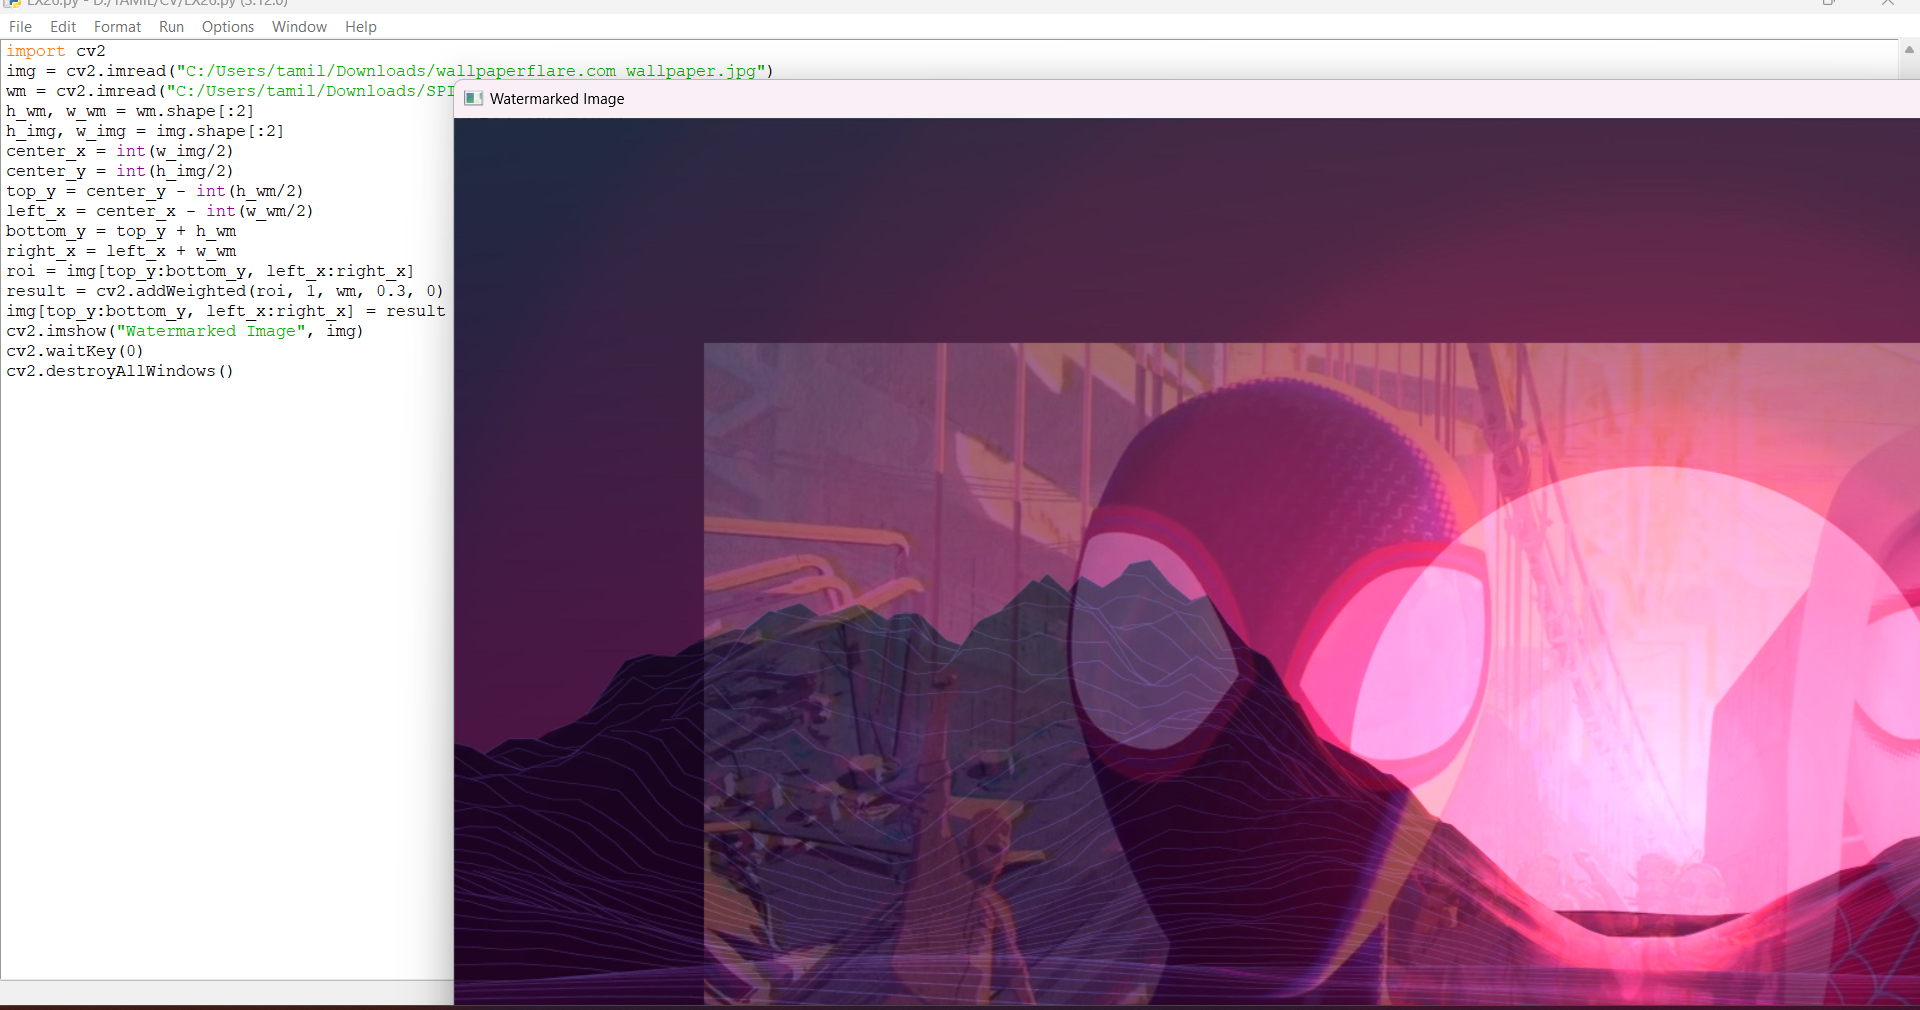 EX26.py - D:/TAMIL/CV/EX26.py (3.12.0)
File Edit Format Run Options Window Help
import cv2
img = cv2.imread("C:/Users/tamil/Downloads/wallpaperflare.com_wallpaper.jpg")
wm = cv2.imread("C:/Users/tamil/Downloads/SPI
Watermarked Image
h_wm, w_wm = wm.shape[:2]
h_img, w_img = img.shape[:2]
center_x = int(w_img/2)
center_y = int(h_img/2)
top_y = center_y - int(h_wm/2)
left_x = center_x - int(w_wm/2)
bottom_y = top_y + h_wm
right_x = left_x + w_wm
roi = img[top_y:bottom_y, left_x:right_x]
result = cv2.addWeighted(roi, 1, wm, 0.3, 0)
img[top_y:bottom_y, left_x:right_x] = result
cv2.imshow("Watermarked Image", img)
cv2.waitKey(0)
cv2.destroyAllWindows()